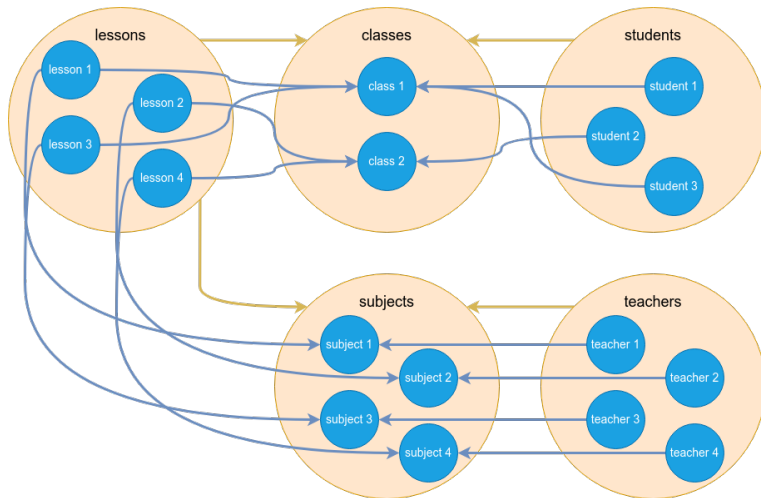 lessons
classes
students
lesson 1
lesson 2
lesson 3
lesson 4
class 1
class 2
student 1
student 2
student 3
subjects
teachers
subject 1
subject 2
subject 3
subject 4
teacher 1
teacher 2
teacher 3
teacher 4